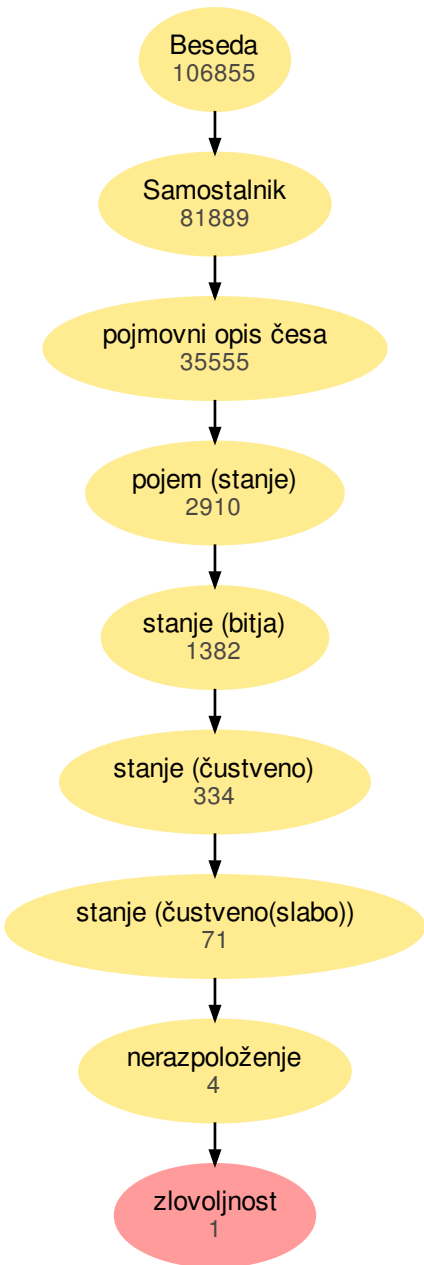 Beseda
106855
Samostalnik
81889
pojmovni opis česa
35555
pojem (stanje)
2910
stanje (bitja)
1382
stanje (čustveno)
334
stanje (čustveno(slabo))
71
nerazpoloženje
4
zlovoljnost
1